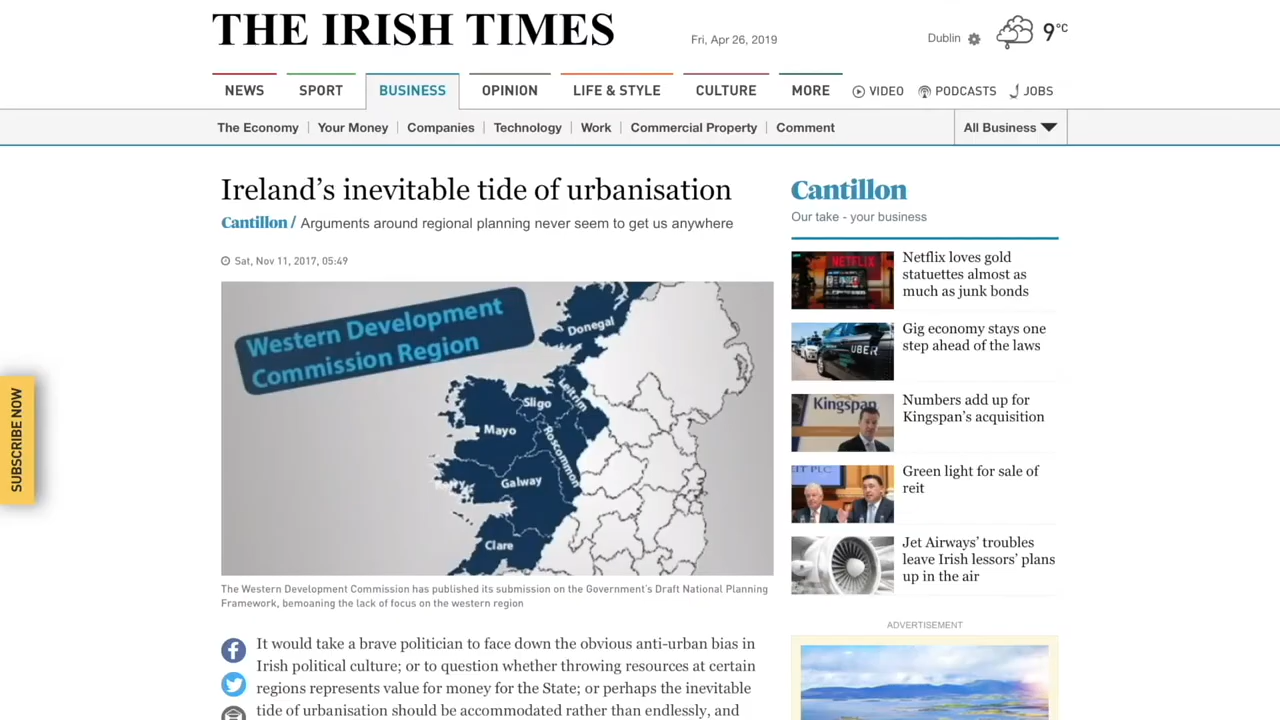 THE IRISH TIMES
Fri, Apr 26, 2019
Dublin
9°C
NEWS
SPORT
BUSINESS
OPINION
LIFE & STYLE
CULTURE
MORE
VIDEO
PODCASTS
JOBS
The Economy
Your Money
Companies
Technology
Work
Commercial Property
Comment
All Business
SUBSCRIBE NOW
Ireland's inevitable tide of urbanisation
Cantillon / Arguments around regional planning never seem to get us anywhere
Sat, Nov 11, 2017, 05:49
Western Development
Commission Region
Donegal
Leitrim
Sligo
Mayo
Roscommon
Galway
Clare
The Western Development Commission has published its submission on the Government's Draft National Planning
Framework, bemoaning the lack of focus on the western region
It would take a brave politician to face down the obvious anti-urban bias in
Irish political culture; or to question whether throwing resources at certain
regions represents value for money for the State; or perhaps the inevitable
tide of urbanisation should be accommodated rather than endlessly, and
Cantillon
Our take - your business
NETFLIX
Netflix loves gold
statuettes almost as
much as junk bonds
UBER
Gig economy stays one
step ahead of the laws
Kingspan
Numbers add up for
Kingspan's acquisition
EIT PLC
Green light for sale of
reit
Jet Airways' troubles
leave Irish lessors' plans
up in the air
ADVERTISEMENT